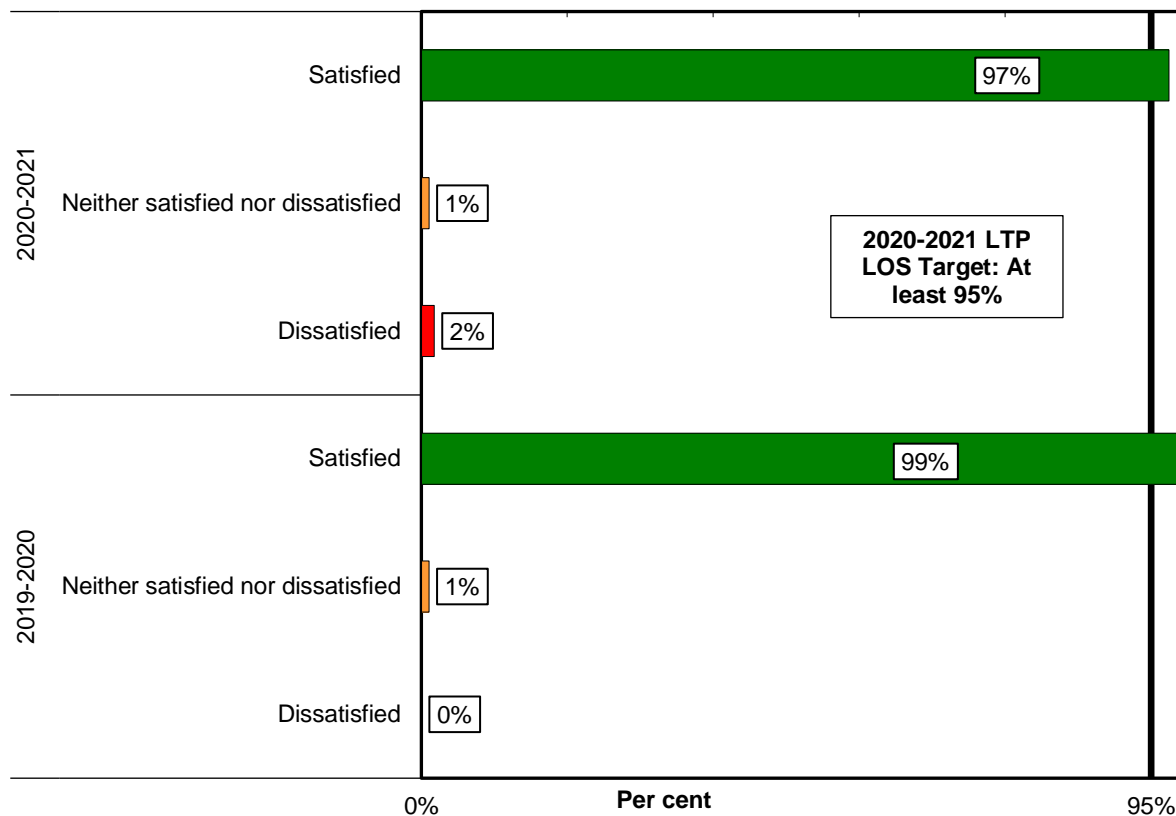 2020-2021
Satisfied
97%
Neither satisfied nor dissatisfied
1%
2020-2021 LTP
LOS Target: At
least 95%
Dissatisfied
2%
2019-2020
Satisfied
99%
Neither satisfied nor dissatisfied
1%
Dissatisfied
0%
0%
Per cent
95%